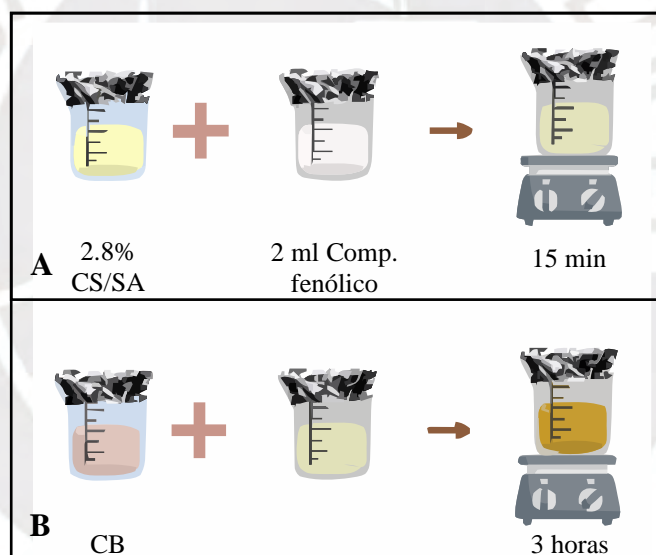 2.8%
CS/SA
2 ml Comp.
fenólico
15 min
A
CB
3 horas
B